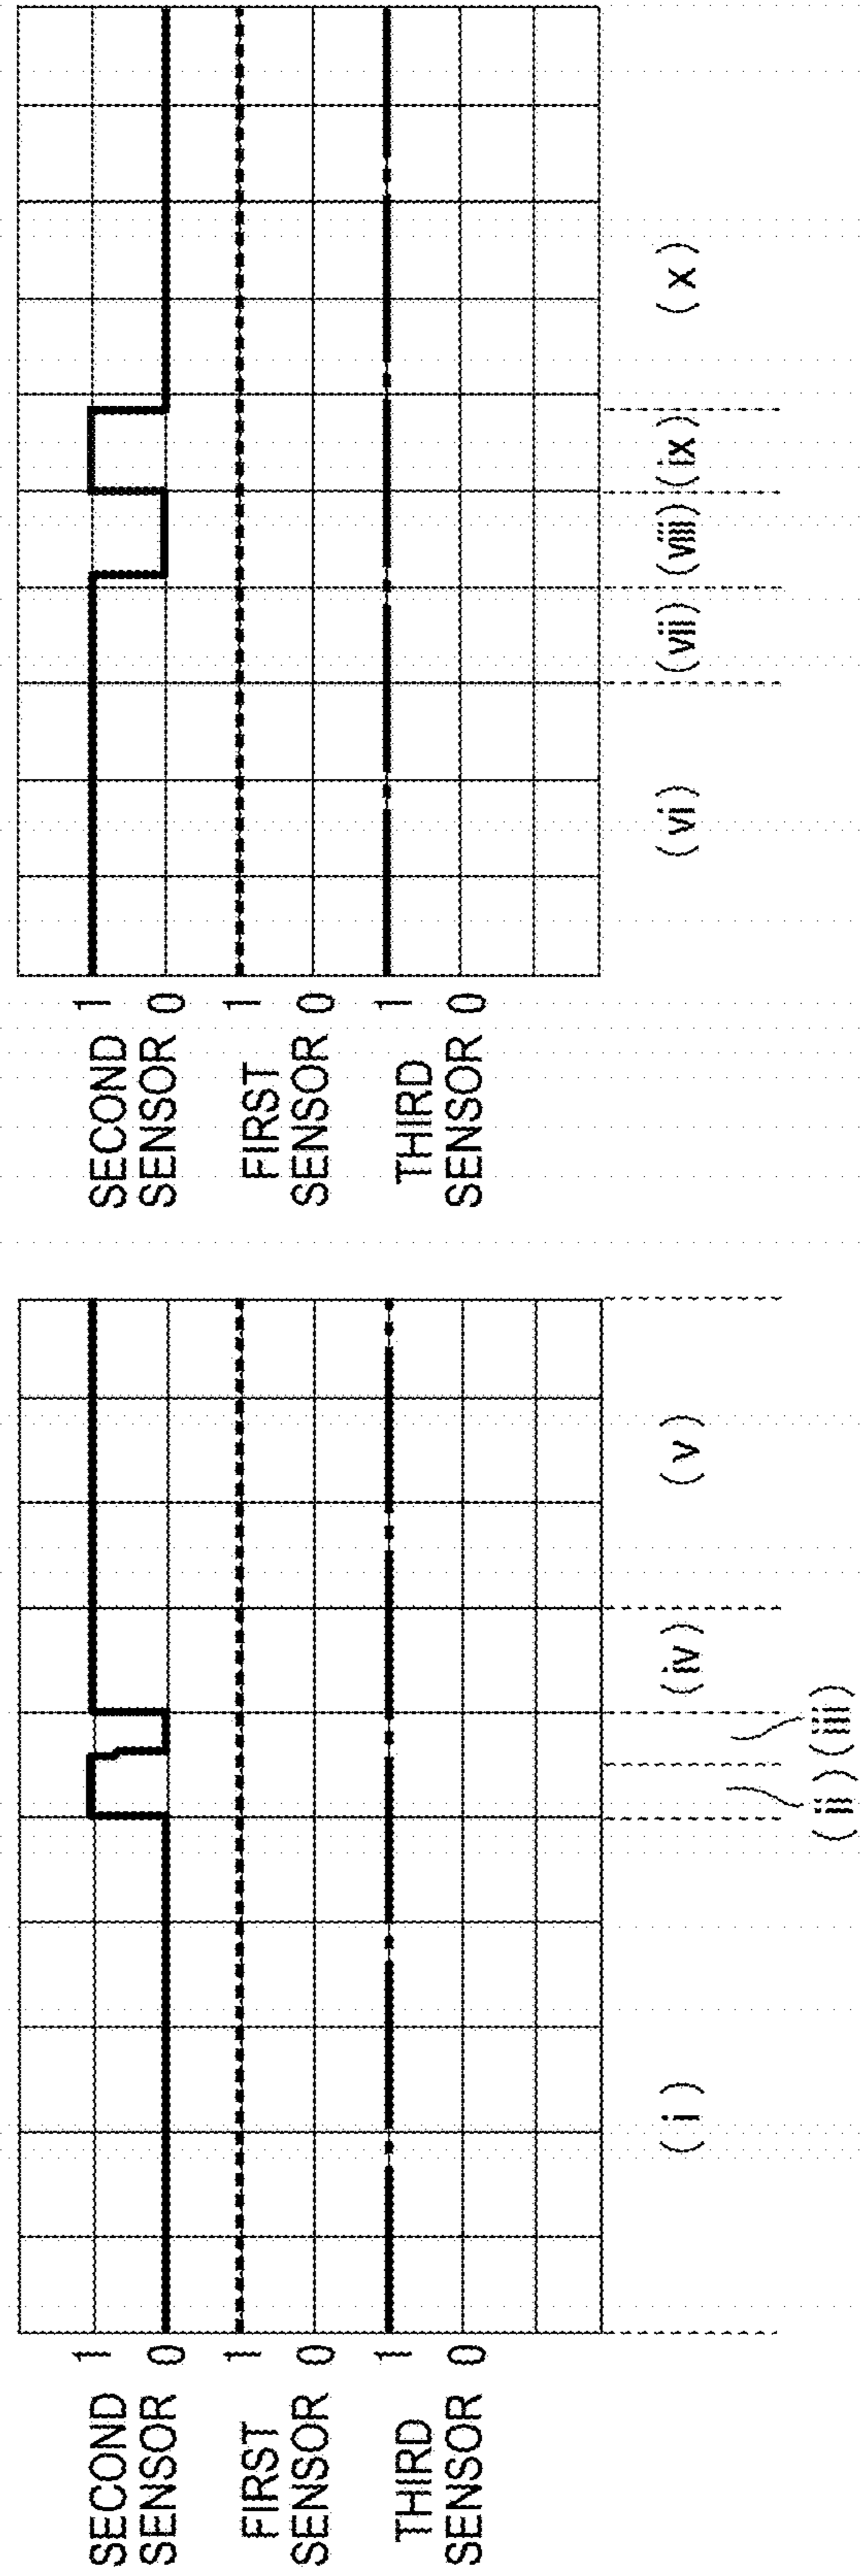 SECOND 1
SENSOR 0
FIRST 1
SENSOR 0
THIRD 1
SENSOR 0
(i)
(ii)
(iii)
(iv)
(v)
SECOND 1
SENSOR 0
FIRST 1
SENSOR 0
THIRD 1
SENSOR 0
(vi)
(vii)
(viii)
(ix)
(x)